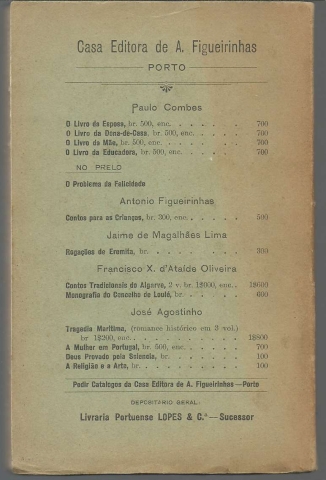 Casa Editora de A. Figueirinhas
PORTO
Paulo Combes
O Livro da Esposa, br. 500, enc. . . . . . . 700
O Livro da Dona-de-Casa, br. 500, enc. . . . . . 700
O Livro da Mãe, br. 500, enc. . . . . . . 700
O Livro da Educadora, br. 500, enc. . . . . . 700
NO PRELO
O Problema da Felicidade
Antonio Figueirinhas
Contos para as Crianças, br. 300, enc. . . . . . 500
Jaime de Magalhães Lima
Rogações de Eremita, br. . . . . . . 300
Francisco X. d'Ataíde Oliveira
Contos Tradicionais do Algarve, 2 v. br. 1$000, enc. . 1$600
Monografia do Concelho de Loulé, br. . . . . . 600
José Agostinho
Tragedia Marítima, (romance histórico em 3 vol.)
br. 1$200, enc. . . . . . . 1$800
A Mulher em Portugal, br. 500, enc. . . . . . 700
Deus Provado pela Sciencia, br. . . . . . 100
A Religião e a Arte, br. . . . . . . 100
Pedir Catalogos da Casa Editora de A. Figueirinhas—Porto
DEPOSITÁRIO GERAL:
Livraria Portuense LOPES & C.ª—Sucessor